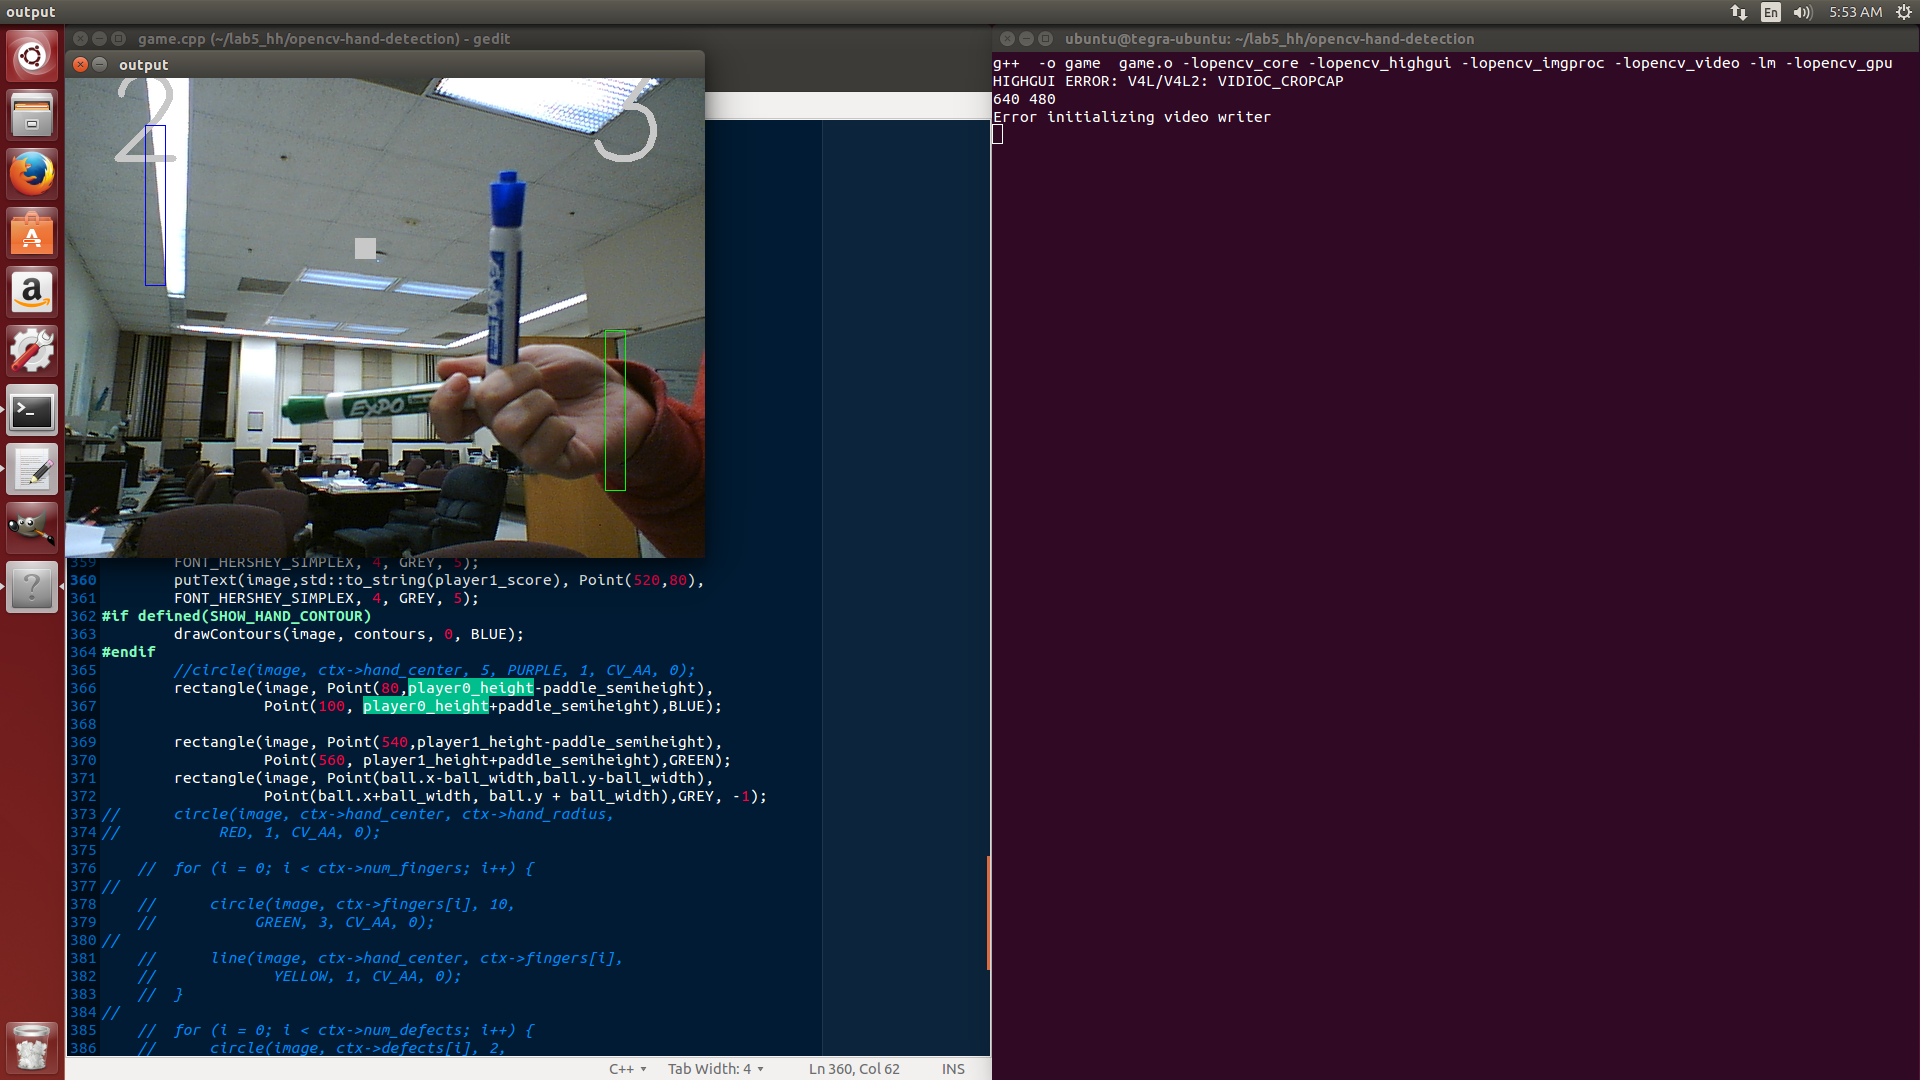 output
En
5:53 AM
game.cpp (~/lab5_hh/opencv-hand-detection) - gedit
ubuntu@tegra-ubuntu: ~/lab5_hh/opencv-hand-detection
output
2
3
EXPO
EXPO
g++  -o game  game.o -lopencv_core -lopencv_highgui -lopencv_imgproc -lopencv_video -lm -lopencv_gpu
HIGHGUI ERROR: V4L/V4L2: VIDIOC_CROPCAP
640 480
Error initializing video writer
359 FONT_HERSHEY_SIMPLEX, 4, GREY, 5);
360 putText(image,std::to_string(player1_score), Point(520,80),
361 FONT_HERSHEY_SIMPLEX, 4, GREY, 5);
362 #if defined(SHOW_HAND_CONTOUR)
363 drawContours(image, contours, 0, BLUE);
364 #endif
365 //circle(image, ctx->hand_center, 5, PURPLE, 1, CV_AA, 0);
366 rectangle(image, Point(80,player0_height-paddle_semiheight),
367 Point(100, player0_height+paddle_semiheight),BLUE);
368
369 rectangle(image, Point(540,player1_height-paddle_semiheight),
370 Point(560, player1_height+paddle_semiheight),GREEN);
371 rectangle(image, Point(ball.x-ball_width,ball.y-ball_width),
372 Point(ball.x+ball_width, ball.y + ball_width),GREY, -1);
373 // circle(image, ctx->hand_center, ctx->hand_radius,
374 // RED, 1, CV_AA, 0);
375
376 // for (i = 0; i < ctx->num_fingers; i++) {
377 //
378 // circle(image, ctx->fingers[i], 10,
379 // GREEN, 3, CV_AA, 0);
380 //
381 // line(image, ctx->hand_center, ctx->fingers[i],
382 // YELLOW, 1, CV_AA, 0);
383 // }
384 //
385 // for (i = 0; i < ctx->num_defects; i++) {
386 // circle(image, ctx->defects[i], 2,
C++ Tab Width: 4 Ln 360, Col 62 INS